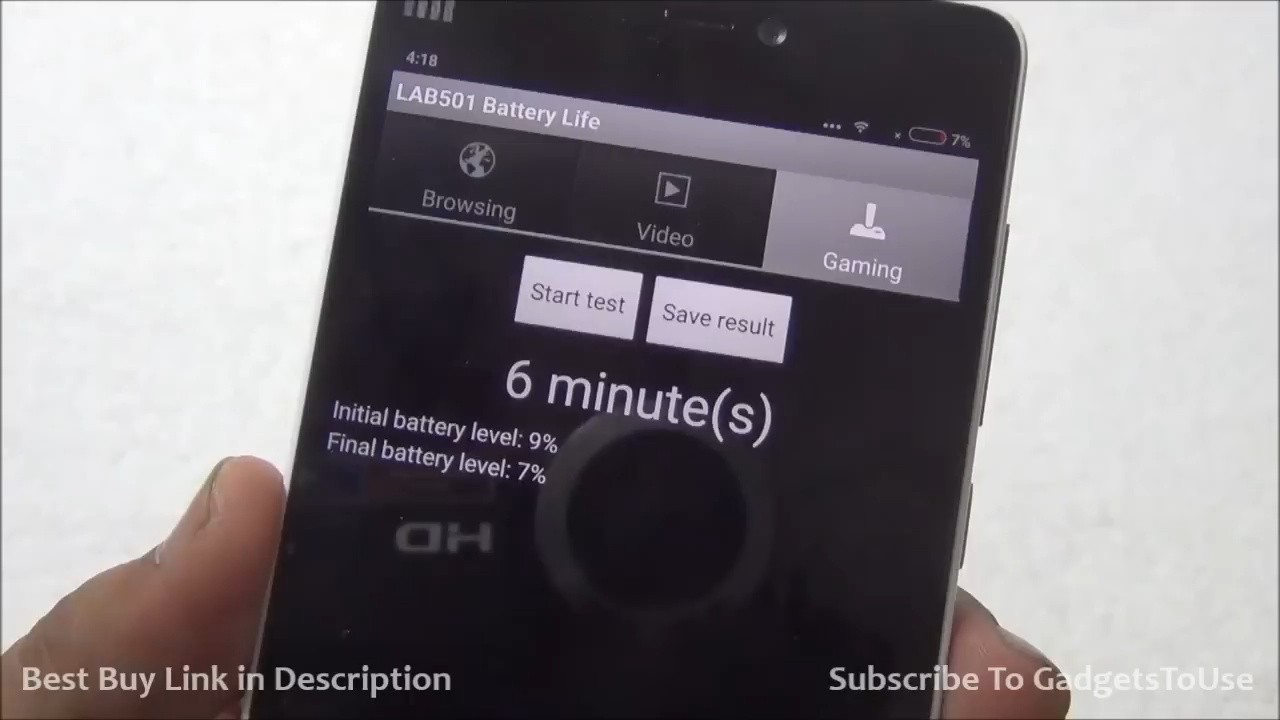 4:18
7%
LAB501 Battery Life
Browsing
Video
Gaming
Start test
Save result
6 minute(s)
Initial battery level: 9%
Final battery level: 7%
HD
Best Buy Link in Description
Subscribe To GadgetsToUse